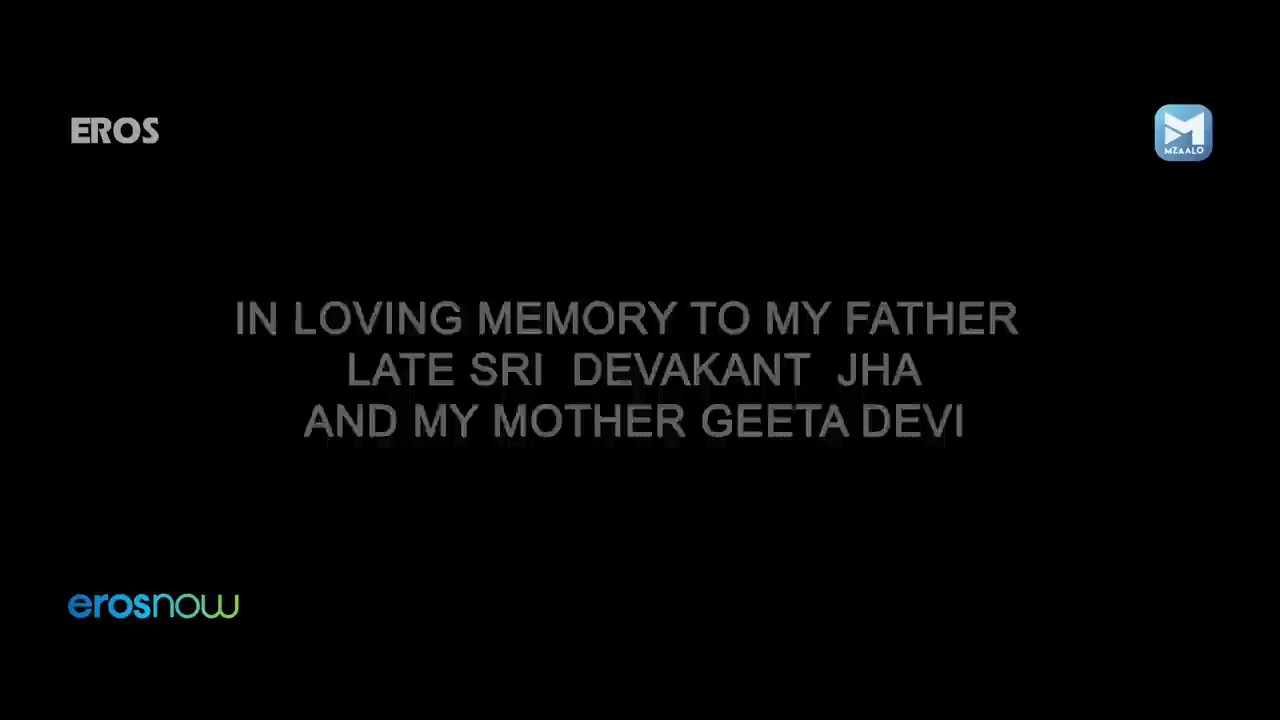 EROS
MZAALO
IN LOVING MEMORY TO MY FATHER
LATE SRI DEVAKANT JHA
AND MY MOTHER GEETA DEVI
erosnow